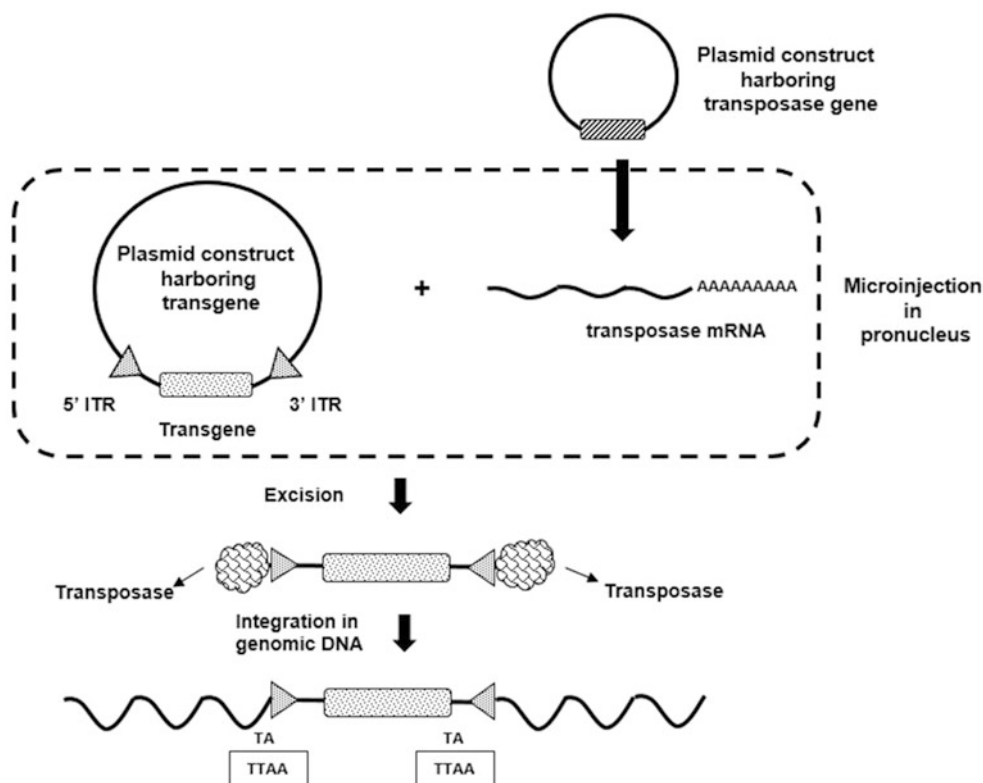 Plasmid construct
harboring
transposase gene
Plasmid construct
harboring
transgene
+
AAAAAAAAA
transposase mRNA
Microinjection
in
pronucleus
5' ITR
3' ITR
Transgene
Excision
Transposase
Transposase
Integration in
genomic DNA
TA
TA
TTAA
TTAA